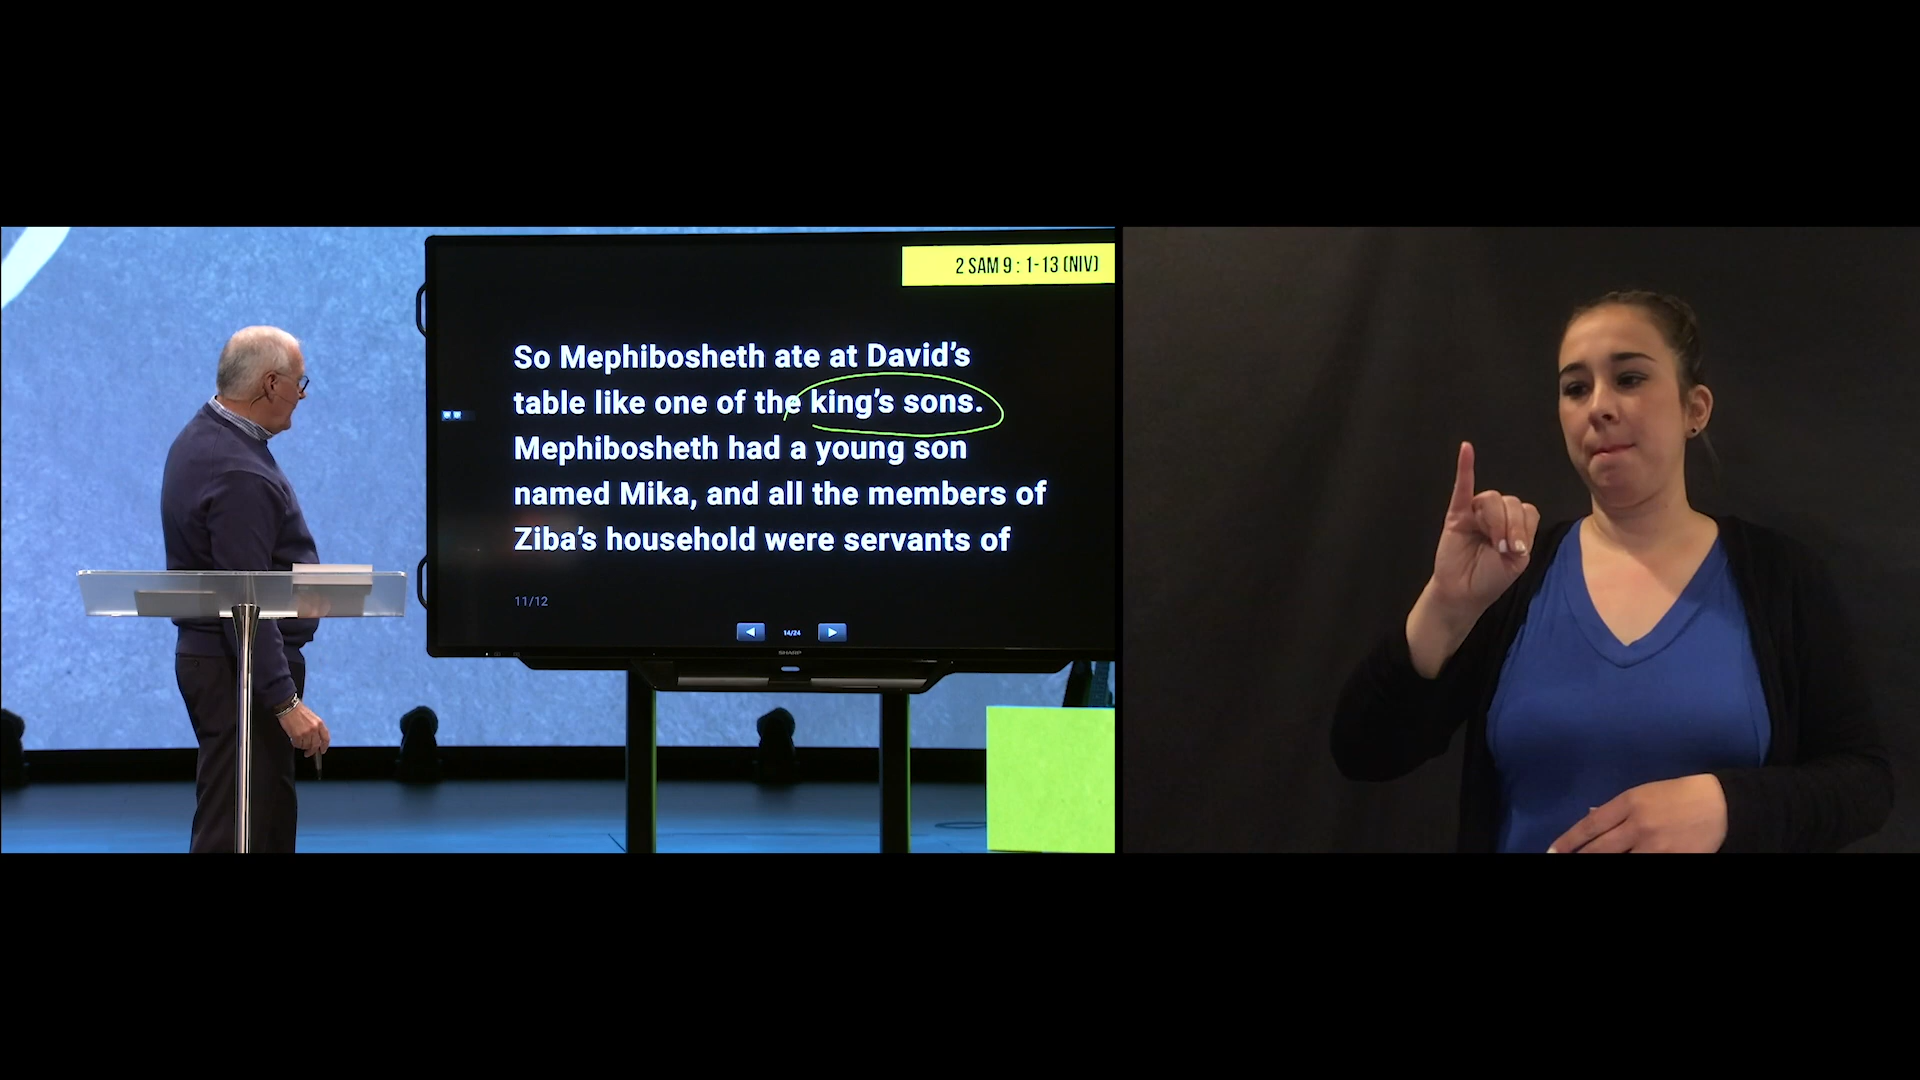 2 SAM 9 : 1-13 (NIV)
So Mephibosheth ate at David's
table like one of the king's sons.
Mephibosheth had a young son
named Mika, and all the members of
Ziba's household were servants of
11/12
14/24
SHARP